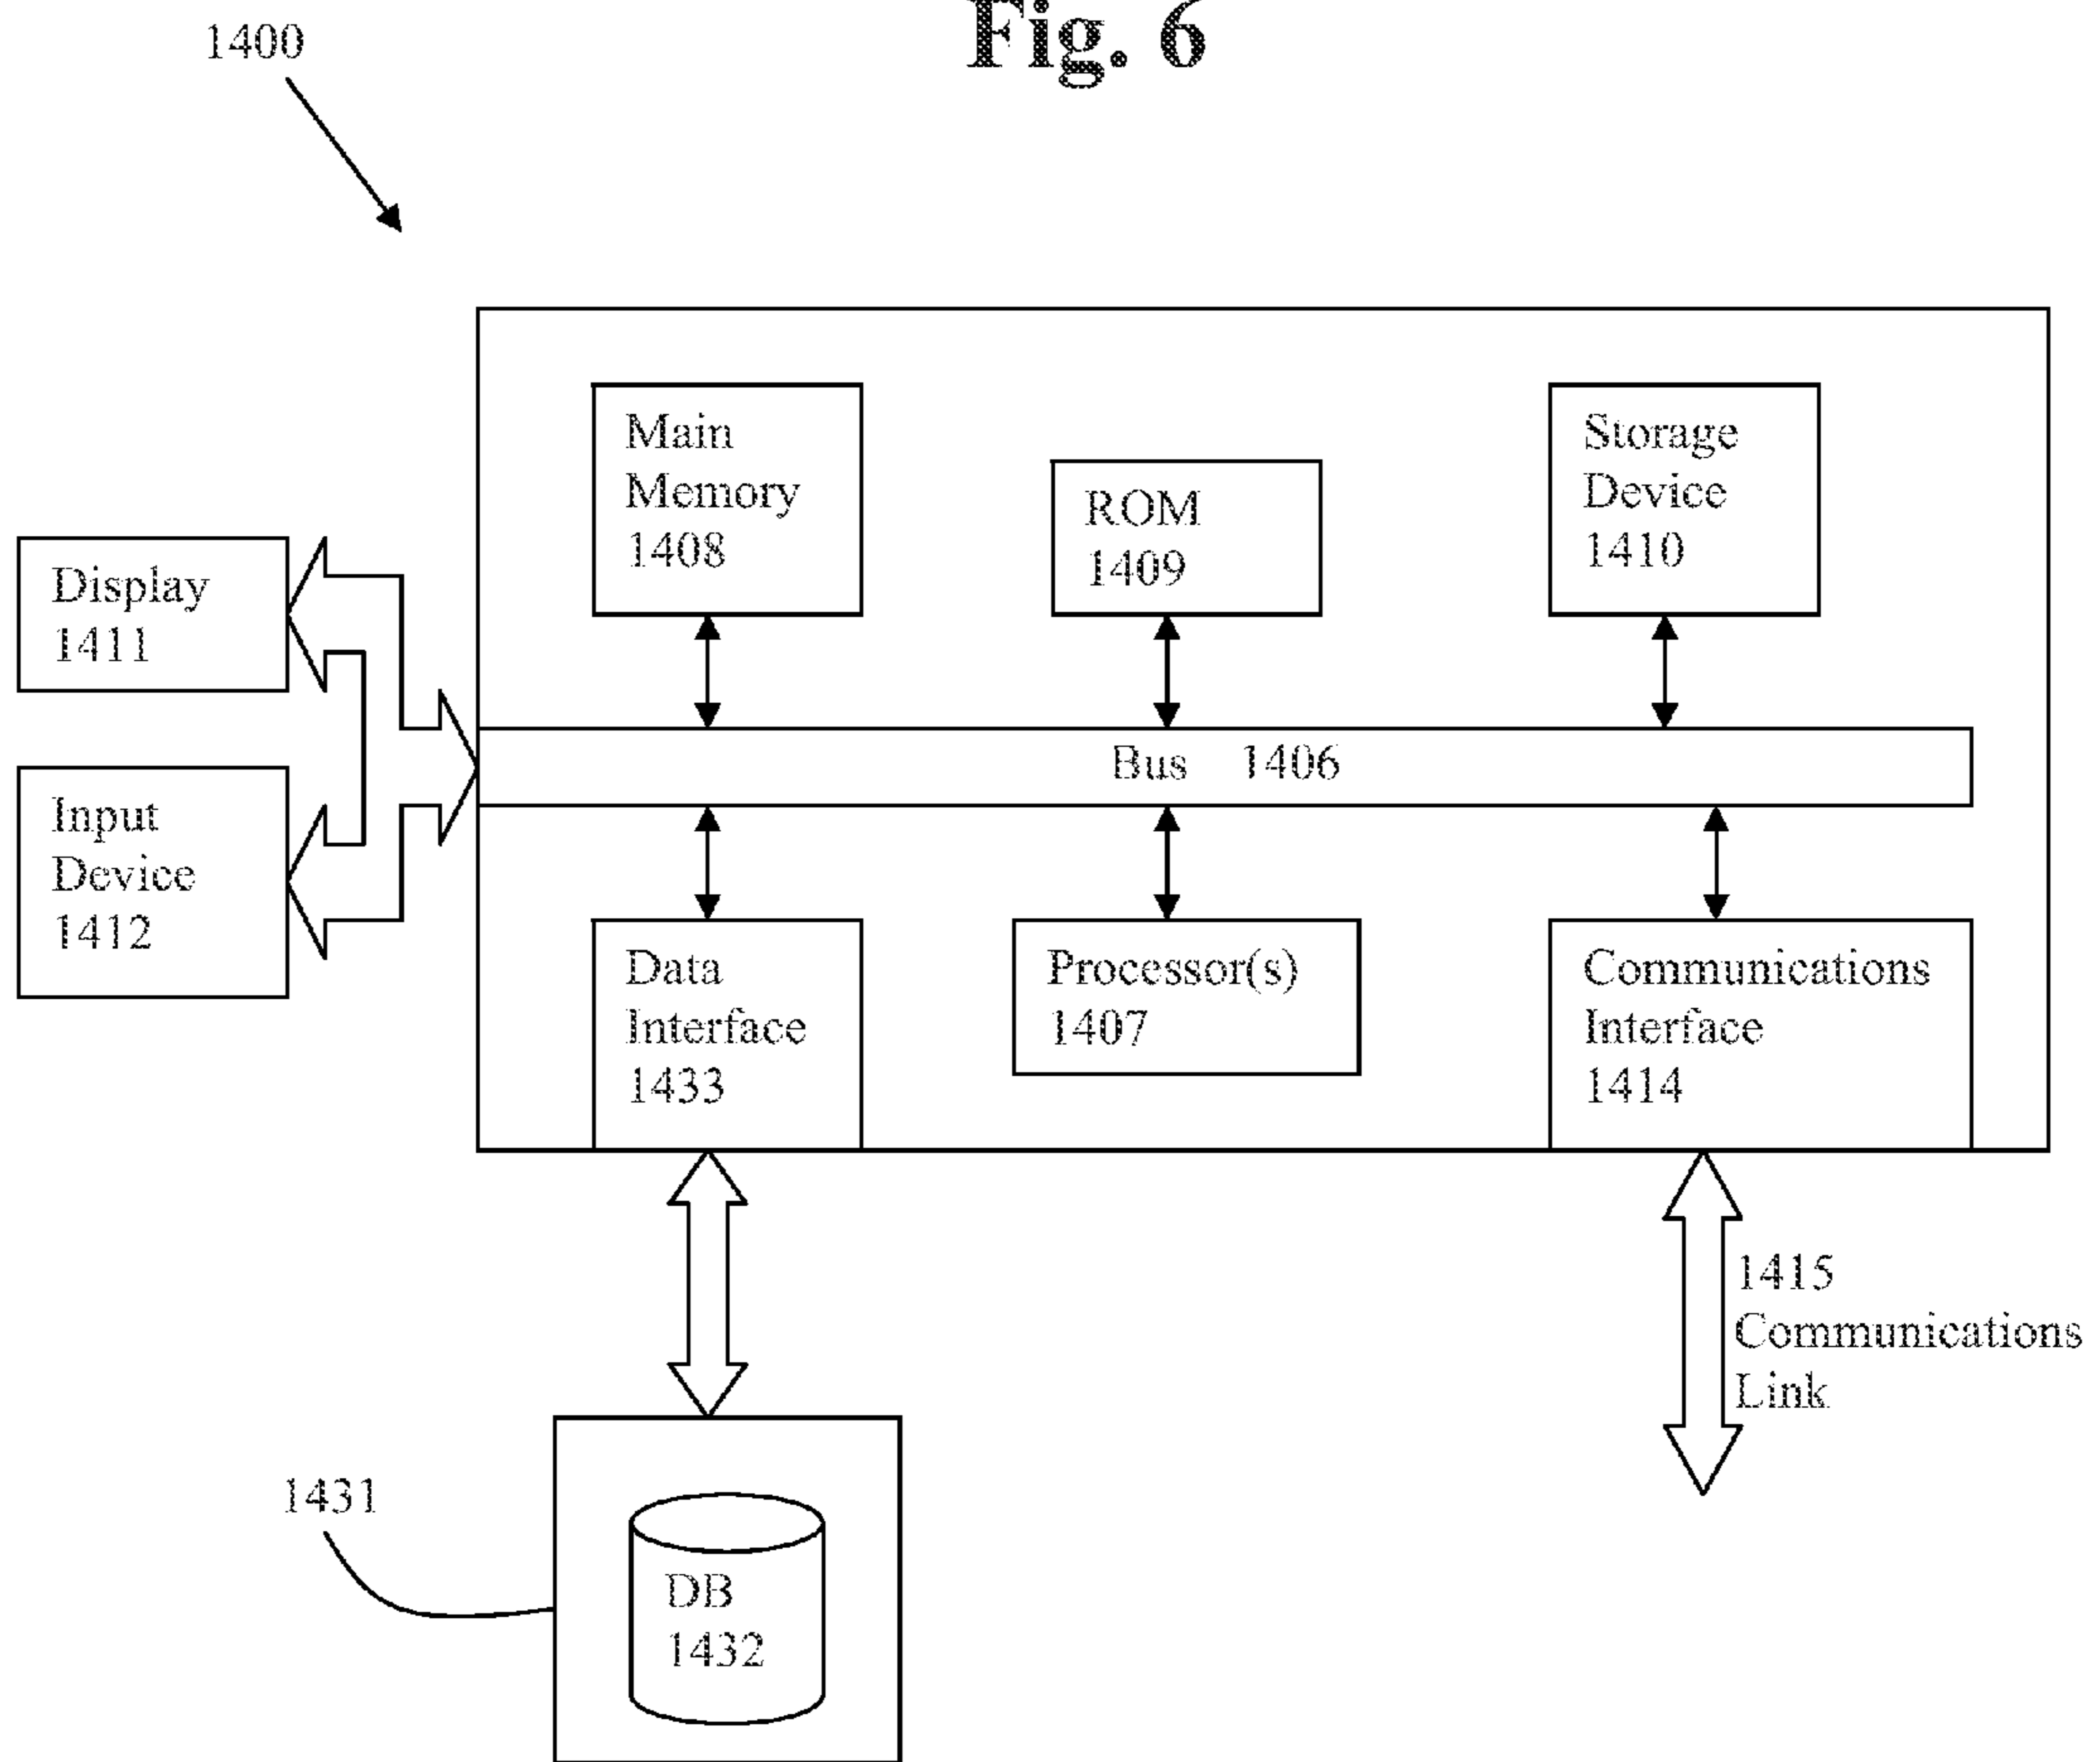 Fig. 6
1400
Main
Memory
1408
ROM
1409
Storage
Device
1410
Display
1411
Bus 1406
Input
Device
1412
Data
Interface
1433
Processor(s)
1407
Communications
Interface
1414
1415
Communications
Link
1431
DB
1432